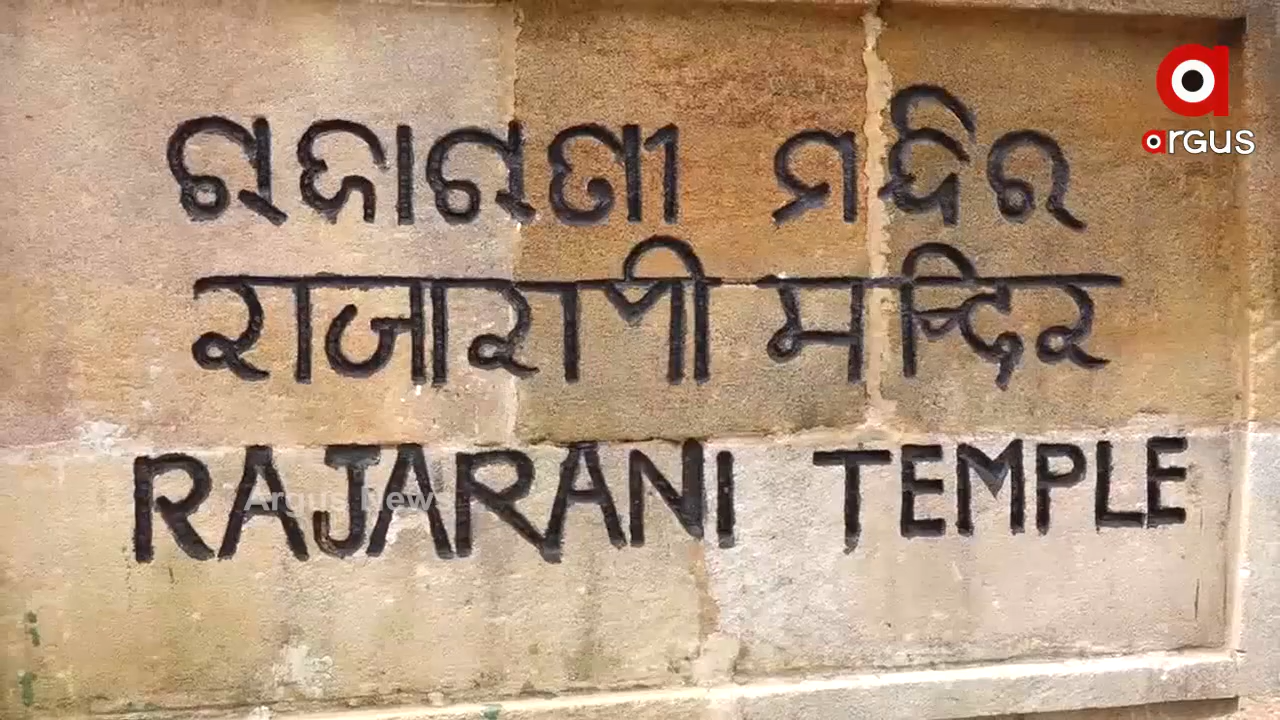 ରାଜାରାଣୀ ମନ୍ଦିର
राजाराणी मन्दिर
RAJARANI TEMPLE
argus
Argus News